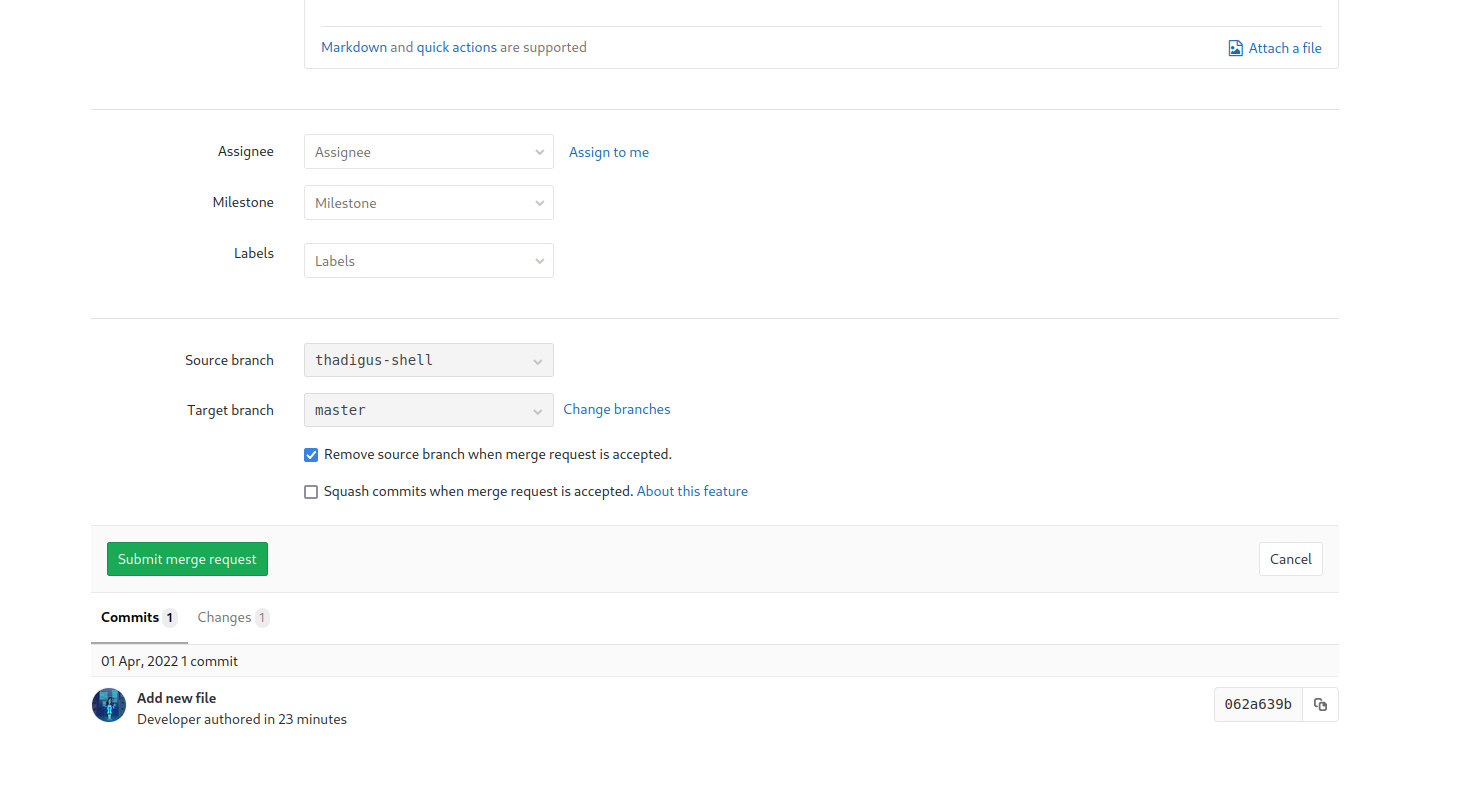 Markdown and quick actions are supported
Attach a file
Assignee
Assignee
Assign to me
Milestone
Milestone
Labels
Labels
Source branch
thadigus-shell
Target branch
master
Change branches
Remove source branch when merge request is accepted.
Squash commits when merge request is accepted. About this feature
Submit merge request
Cancel
Commits 1
Changes 1
01 Apr, 2022 1 commit
Add new file
062a639b
Developer authored in 23 minutes